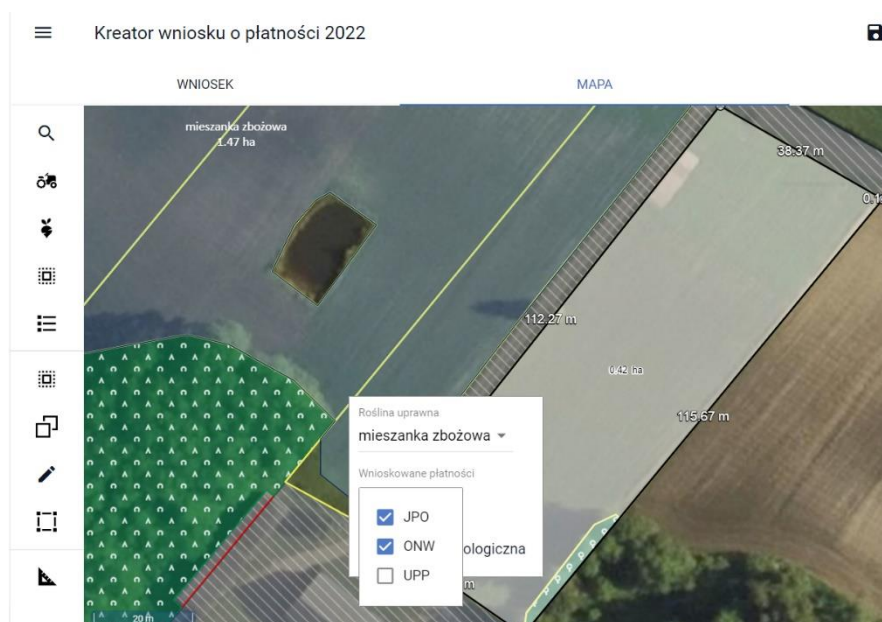 Kreator wniosku o płatności 2022
WNIOSEK
MAPA
mieszanka zbożowa
1.47 ha
38.37 m
112.27 m
0.42 ha
115.67 m
Roślina uprawna
mieszanka zbożowa
Wnioskowane płatności
JPO
ONW
ologiczna
UPP
m
20 m